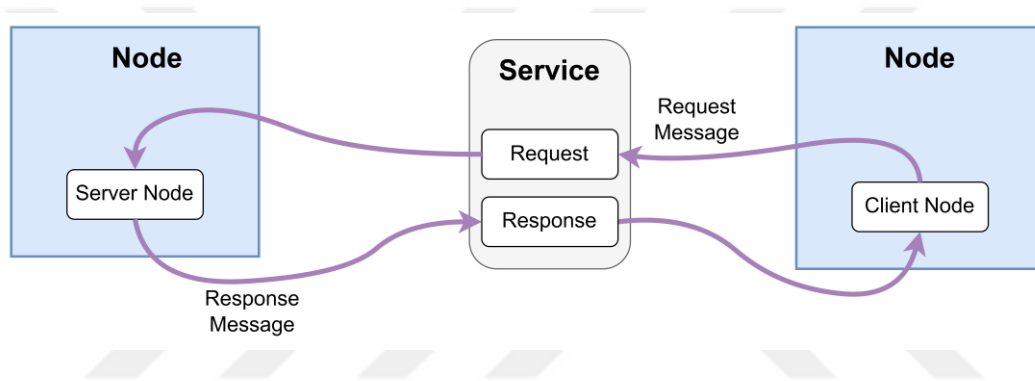 Node
Service
Node
Request
Message
Request
Server Node
Response
Client Node
Response
Message